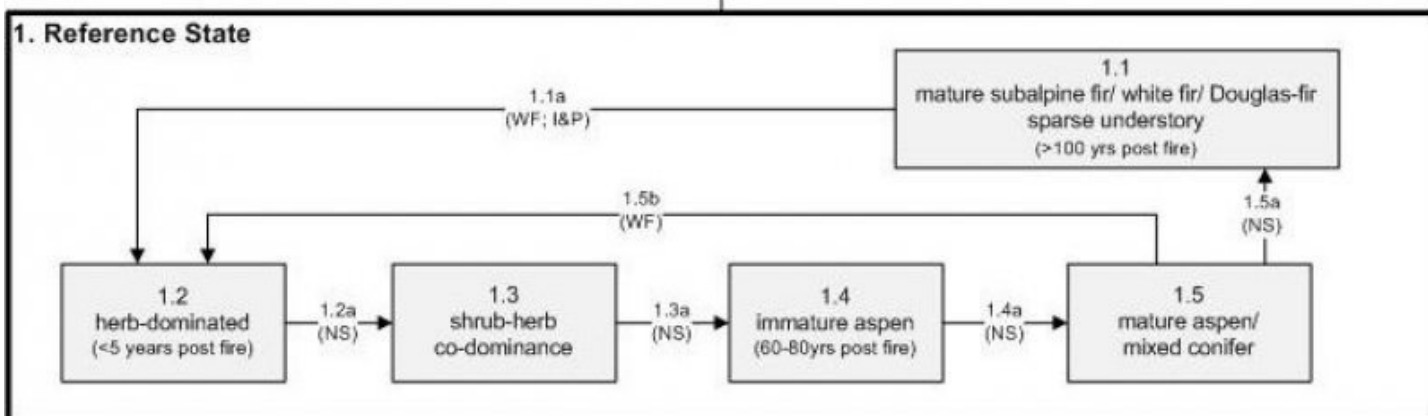 1. Reference State
1.1
mature subalpine fir/ white fir/ Douglas-fir
sparse understory
(>100 yrs post fire)
1.1a
(WF; I&P)
1.5b
(WF)
1.5a
(NS)
1.2
herb-dominated
(<5 years post fire)
1.2a
(NS)
1.3
shrub-herb
co-dominance
1.3a
(NS)
1.4
immature aspen
(60-80yrs post fire)
1.4a
(NS)
1.5
mature aspen/
mixed conifer